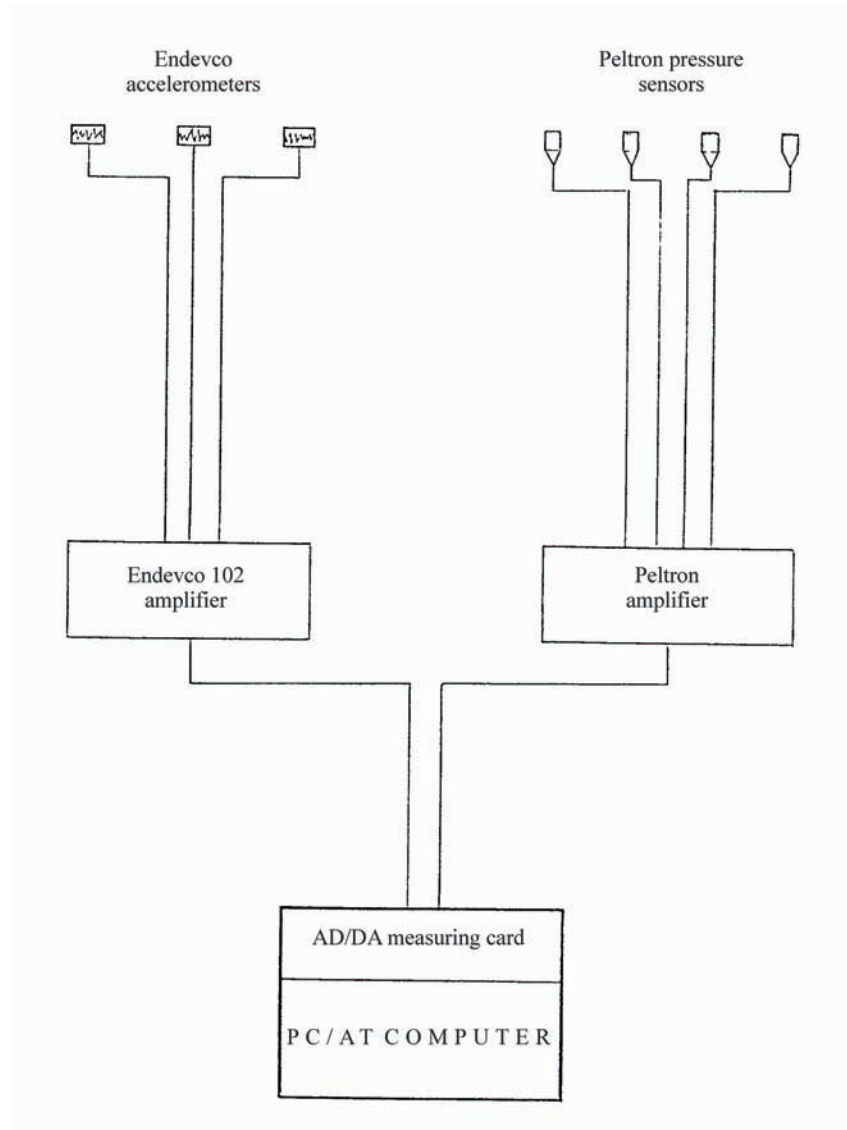 Endevco
accelerometers
Peltron pressure
sensors
Endevco 102
amplifier
Peltron
amplifier
AD/DA measuring card
PC/AT COMPUTER